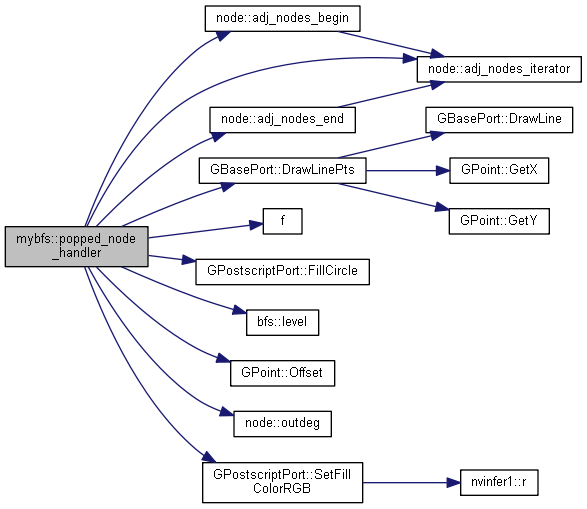 node::adj_nodes_begin
node::adj_nodes_iterator
node::adj_nodes_end
GBasePort::DrawLine
GBasePort::DrawLinePts
GPoint::GetX
GPoint::GetY
f
mybfs::popped_node
_handler
GPostscriptPort::FillCircle
bfs::level
GPoint::Offset
node::outdeg
GPostscriptPort::SetFill
ColorRGB
nvinfer1::r